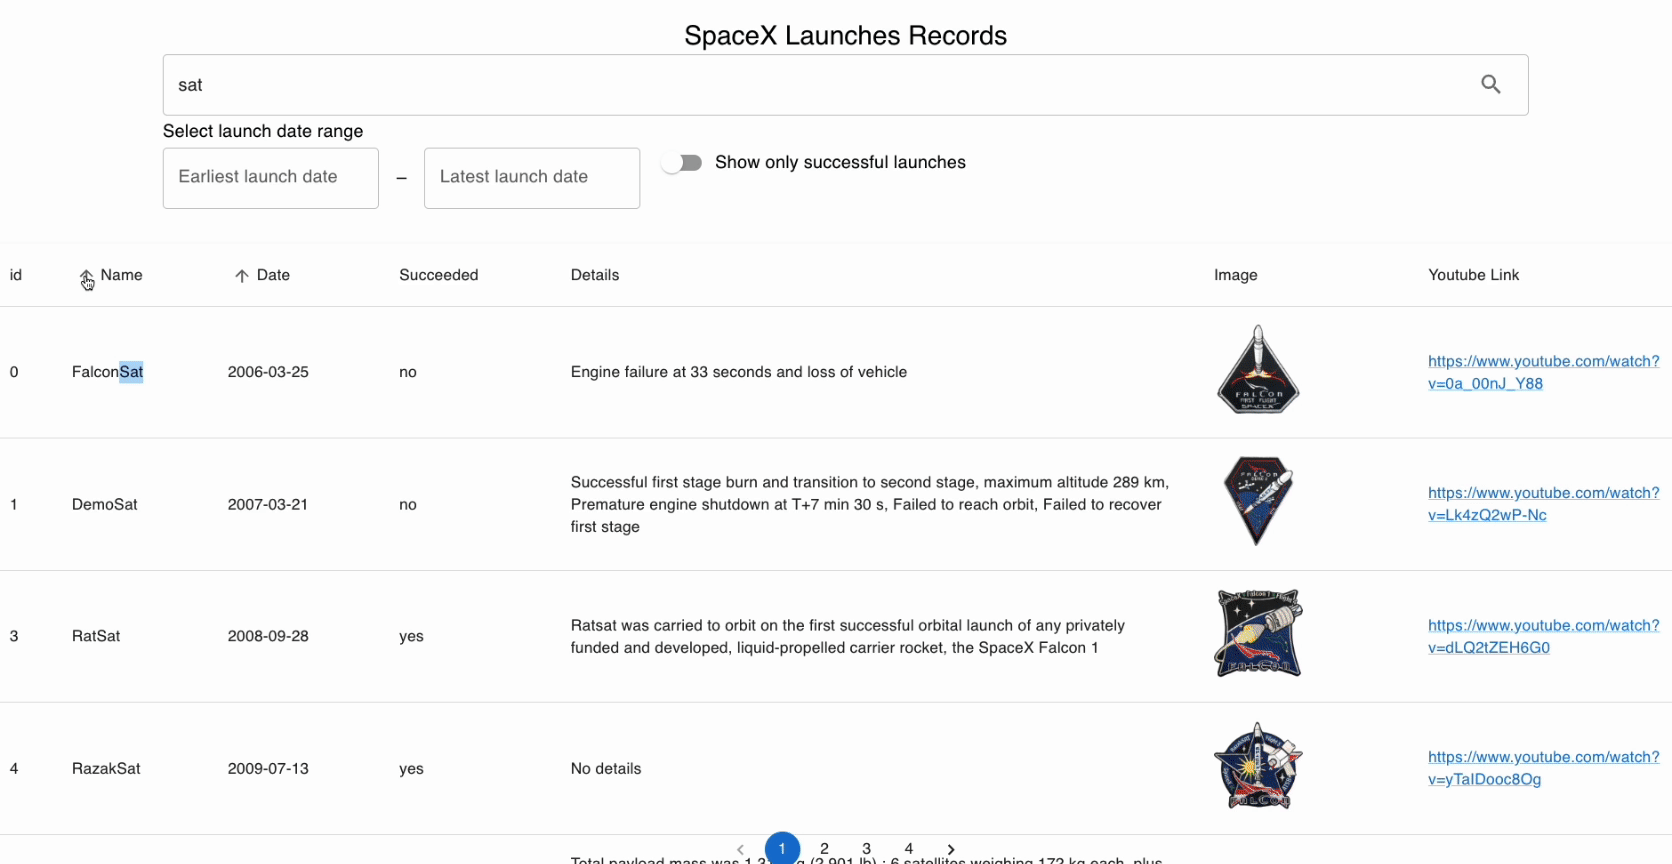 SpaceX Launches Records
sat
Select launch date range
Earliest launch date
–
Latest launch date
Show only successful launches
id
Name
Date
Succeeded
Details
Image
Youtube Link
0
FalconSat
2006-03-25
no
Engine failure at 33 seconds and loss of vehicle
FALCON
FIRST FLIGHT
SPACEX
https://www.youtube.com/watch?
v=0a_00nJ_Y88
1
DemoSat
2007-03-21
no
Successful first stage burn and transition to second stage, maximum altitude 289 km,
Premature engine shutdown at T+7 min 30 s, Failed to reach orbit, Failed to recover
first stage
FALCON
https://www.youtube.com/watch?
v=Lk4zQ2wP-Nc
3
RatSat
2008-09-28
yes
Ratsat was carried to orbit on the first successful orbital launch of any privately
funded and developed, liquid-propelled carrier rocket, the SpaceX Falcon 1
FALCON
https://www.youtube.com/watch?
v=dLQ2tZEH6G0
4
RazakSat
2009-07-13
yes
No details
FALCON
https://www.youtube.com/watch?
v=yTaIDooc8Og
1
2
3
4
Total payload mass was (2,901 lb) : 6 satellites weighing 172 kg each, plus